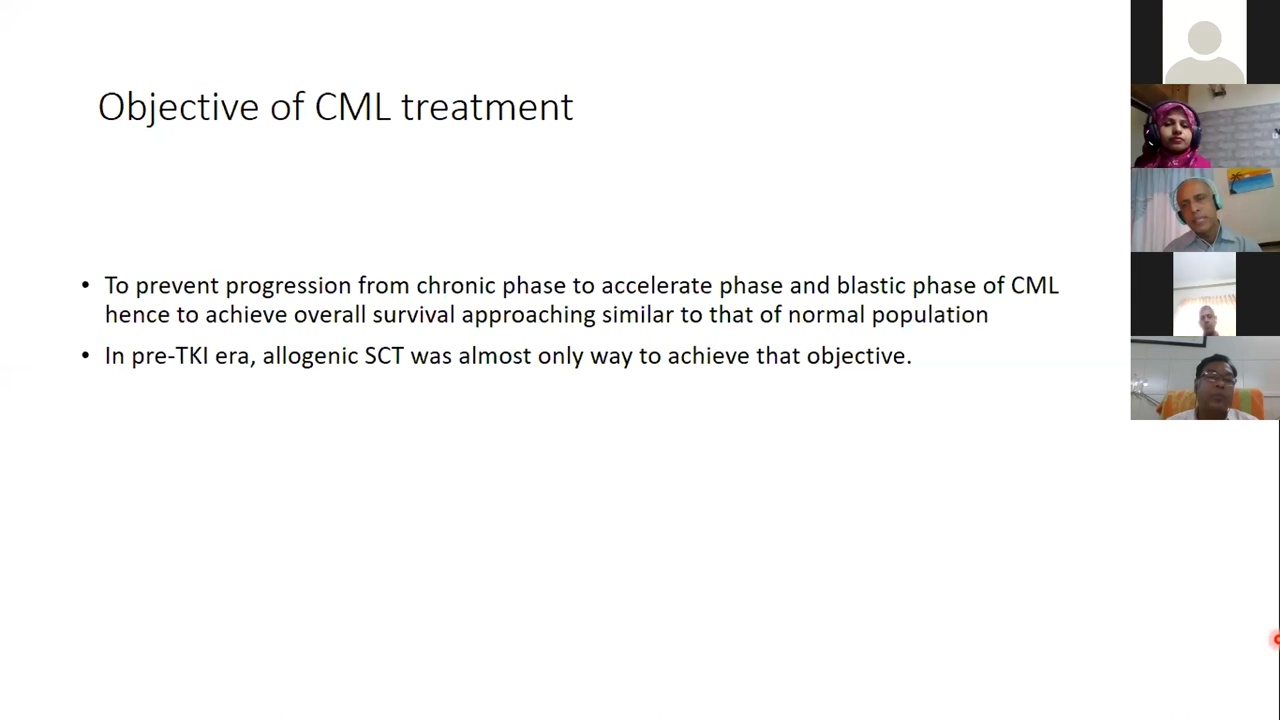 Objective of CML treatment
• To prevent progression from chronic phase to accelerate phase and blastic phase of CML
hence to achieve overall survival approaching similar to that of normal population
• In pre-TKI era, allogenic SCT was almost only way to achieve that objective.